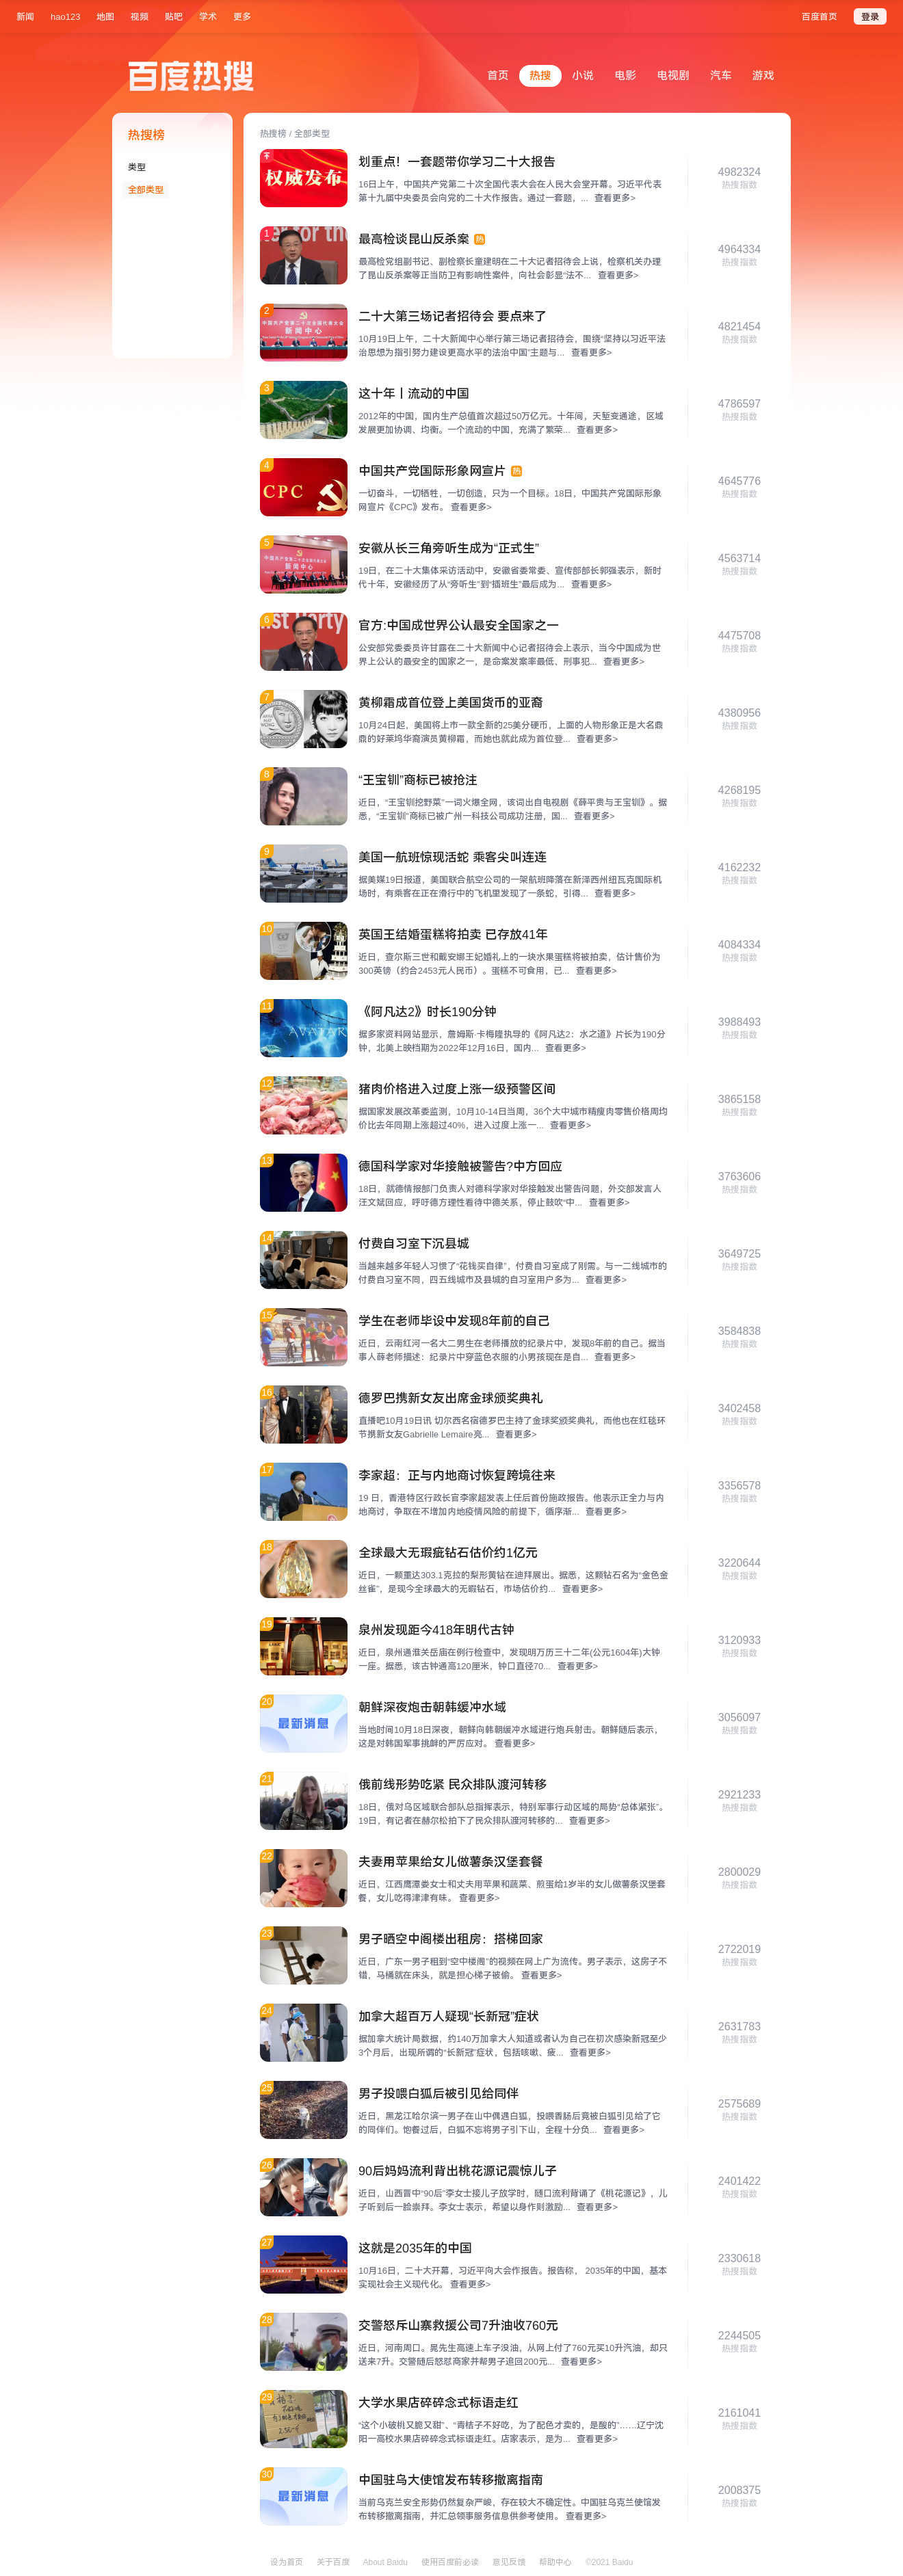 新闻 hao123 地图 视频 贴吧 学术 更多 百度首页 登录
百度热搜
首页 热搜 小说 电影 电视剧 汽车 游戏
热搜榜
类型
全部类型
热搜榜 / 全部类型
权威发布
划重点！一套题带你学习二十大报告
16日上午，中国共产党第二十次全国代表大会在人民大会堂开幕。习近平代表
第十九届中央委员会向党的二十大作报告。通过一套题，... 查看更多>
4982324
热搜指数
1
最高检谈昆山反杀案 热
最高检党组副书记、副检察长童建明在二十大记者招待会上说，检察机关办理
了昆山反杀案等正当防卫有影响性案件，向社会彰显“法不... 查看更多>
4964334
热搜指数
2
中国共产党第二十次全国代表大会
新闻中心
二十大第三场记者招待会 要点来了
10月19日上午，二十大新闻中心举行第三场记者招待会，围绕“坚持以习近平法
治思想为指引努力建设更高水平的法治中国”主题与... 查看更多>
4821454
热搜指数
3
这十年丨流动的中国
2012年的中国，国内生产总值首次超过50万亿元。十年间，天堑变通途，区域
发展更加协调、均衡。一个流动的中国，充满了繁荣... 查看更多>
4786597
热搜指数
4
CPC
中国共产党国际形象网宣片 热
一切奋斗，一切牺牲，一切创造，只为一个目标。18日，中国共产党国际形象
网宣片《CPC》发布。 查看更多>
4645776
热搜指数
5
新闻中心
安徽从长三角旁听生成为“正式生”
19日，在二十大集体采访活动中，安徽省委常委、宣传部部长郭强表示，新时
代十年，安徽经历了从“旁听生”到“插班生”最后成为... 查看更多>
4563714
热搜指数
6
官方:中国成世界公认最安全国家之一
公安部党委委员许甘露在二十大新闻中心记者招待会上表示，当今中国成为世
界上公认的最安全的国家之一，是命案发案率最低、刑事犯... 查看更多>
4475708
热搜指数
7
黄柳霜成首位登上美国货币的亚裔
10月24日起，美国将上市一款全新的25美分硬币，上面的人物形象正是大名鼎
鼎的好莱坞华裔演员黄柳霜，而她也就此成为首位登... 查看更多>
4380956
热搜指数
8
“王宝钏”商标已被抢注
近日，“王宝钏挖野菜”一词火爆全网，该词出自电视剧《薛平贵与王宝钏》。据
悉，“王宝钏”商标已被广州一科技公司成功注册，国... 查看更多>
4268195
热搜指数
9
美国一航班惊现活蛇 乘客尖叫连连
据美媒19日报道，美国联合航空公司的一架航班降落在新泽西州纽瓦克国际机
场时，有乘客在正在滑行中的飞机里发现了一条蛇，引得... 查看更多>
4162232
热搜指数
10
英国王结婚蛋糕将拍卖 已存放41年
近日，查尔斯三世和戴安娜王妃婚礼上的一块水果蛋糕将被拍卖，估计售价为
300英镑（约合2453元人民币）。蛋糕不可食用，已... 查看更多>
4084334
热搜指数
11
AVATAR
《阿凡达2》时长190分钟
据多家资料网站显示，詹姆斯·卡梅隆执导的《阿凡达2：水之道》片长为190分
钟，北美上映档期为2022年12月16日，国内... 查看更多>
3988493
热搜指数
12
猪肉价格进入过度上涨一级预警区间
据国家发展改革委监测，10月10-14日当周，36个大中城市精瘦肉零售价格周均
价比去年同期上涨超过40%，进入过度上涨一... 查看更多>
3865158
热搜指数
13
德国科学家对华接触被警告?中方回应
18日，就德情报部门负责人对德科学家对华接触发出警告问题，外交部发言人
汪文斌回应，呼吁德方理性看待中德关系，停止鼓吹“中... 查看更多>
3763606
热搜指数
14
付费自习室下沉县城
当越来越多年轻人习惯了“花钱买自律”，付费自习室成了刚需。与一二线城市的
付费自习室不同，四五线城市及县城的自习室用户多为... 查看更多>
3649725
热搜指数
15
学生在老师毕设中发现8年前的自己
近日，云南红河一名大二男生在老师播放的纪录片中，发现8年前的自己。据当
事人薛老师描述：纪录片中穿蓝色衣服的小男孩现在是自... 查看更多>
3584838
热搜指数
16
德罗巴携新女友出席金球颁奖典礼
直播吧10月19日讯 切尔西名宿德罗巴主持了金球奖颁奖典礼，而他也在红毯环
节携新女友Gabrielle Lemaire亮... 查看更多>
3402458
热搜指数
17
李家超：正与内地商讨恢复跨境往来
19 日，香港特区行政长官李家超发表上任后首份施政报告。他表示正全力与内
地商讨，争取在不增加内地疫情风险的前提下，循序渐... 查看更多>
3356578
热搜指数
18
全球最大无瑕疵钻石估价约1亿元
近日，一颗重达303.1克拉的梨形黄钻在迪拜展出。据悉，这颗钻石名为“金色金
丝雀”，是现今全球最大的无暇钻石，市场估价约... 查看更多>
3220644
热搜指数
19
泉州发现距今418年明代古钟
近日，泉州通淮关岳庙在例行检查中，发现明万历三十二年(公元1604年)大钟
一座。据悉，该古钟通高120厘米，钟口直径70... 查看更多>
3120933
热搜指数
20
最新消息
朝鲜深夜炮击朝韩缓冲水域
当地时间10月18日深夜，朝鲜向韩朝缓冲水域进行炮兵射击。朝鲜随后表示，
这是对韩国军事挑衅的严厉应对。 查看更多>
3056097
热搜指数
21
俄前线形势吃紧 民众排队渡河转移
18日，俄对乌区域联合部队总指挥表示，特别军事行动区域的局势“总体紧张”。
19日，有记者在赫尔松拍下了民众排队渡河转移的... 查看更多>
2921233
热搜指数
22
夫妻用苹果给女儿做薯条汉堡套餐
近日，江西鹰潭娄女士和丈夫用苹果和蔬菜、煎蛋给1岁半的女儿做薯条汉堡套
餐，女儿吃得津津有味。 查看更多>
2800029
热搜指数
23
男子晒空中阁楼出租房：搭梯回家
近日，广东一男子租到“空中楼阁”的视频在网上广为流传。男子表示，这房子不
错，马桶就在床头，就是担心梯子被偷。 查看更多>
2722019
热搜指数
24
加拿大超百万人疑现“长新冠”症状
据加拿大统计局数据，约140万加拿大人知道或者认为自己在初次感染新冠至少
3个月后，出现所谓的“长新冠”症状，包括咳嗽、疲... 查看更多>
2631783
热搜指数
25
男子投喂白狐后被引见给同伴
近日，黑龙江哈尔滨一男子在山中偶遇白狐，投喂香肠后竟被白狐引见给了它
的同伴们。饱餐过后，白狐不忘将男子引下山，全程十分负... 查看更多>
2575689
热搜指数
26
90后妈妈流利背出桃花源记震惊儿子
近日，山西晋中“90后”李女士接儿子放学时，随口流利背诵了《桃花源记》，儿
子听到后一脸崇拜。李女士表示，希望以身作则激励... 查看更多>
2401422
热搜指数
27
这就是2035年的中国
10月16日，二十大开幕，习近平向大会作报告。报告称， 2035年的中国，基本
实现社会主义现代化。 查看更多>
2330618
热搜指数
28
交警怒斥山寨救援公司7升油收760元
近日，河南周口。晁先生高速上车子没油，从网上付了760元买10升汽油，却只
送来7升。交警随后怒怼商家并帮男子追回200元... 查看更多>
2244505
热搜指数
29
大学水果店碎碎念式标语走红
“这个小破桃又脆又甜”、“青桔子不好吃，为了配色才卖的，是酸的”……辽宁沈
阳一高校水果店碎碎念式标语走红。店家表示，是为... 查看更多>
2161041
热搜指数
30
最新消息
中国驻乌大使馆发布转移撤离指南
当前乌克兰安全形势仍然复杂严峻，存在较大不确定性。中国驻乌克兰使馆发
布转移撤离指南，并汇总领事服务信息供参考使用。 查看更多>
2008375
热搜指数
设为首页 关于百度 About Baidu 使用百度前必读 意见反馈 帮助中心 ©2021 Baidu